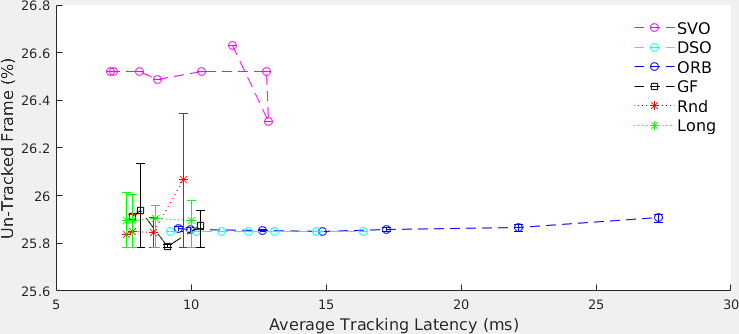 26.8
26.4
26.2
26
25.8
25.6
Un-Tracked Frame (%)
5
10
15
20
25
30
Average Tracking Latency (ms)
SVO
DSO
ORB
GF
Rnd
Long
26.6